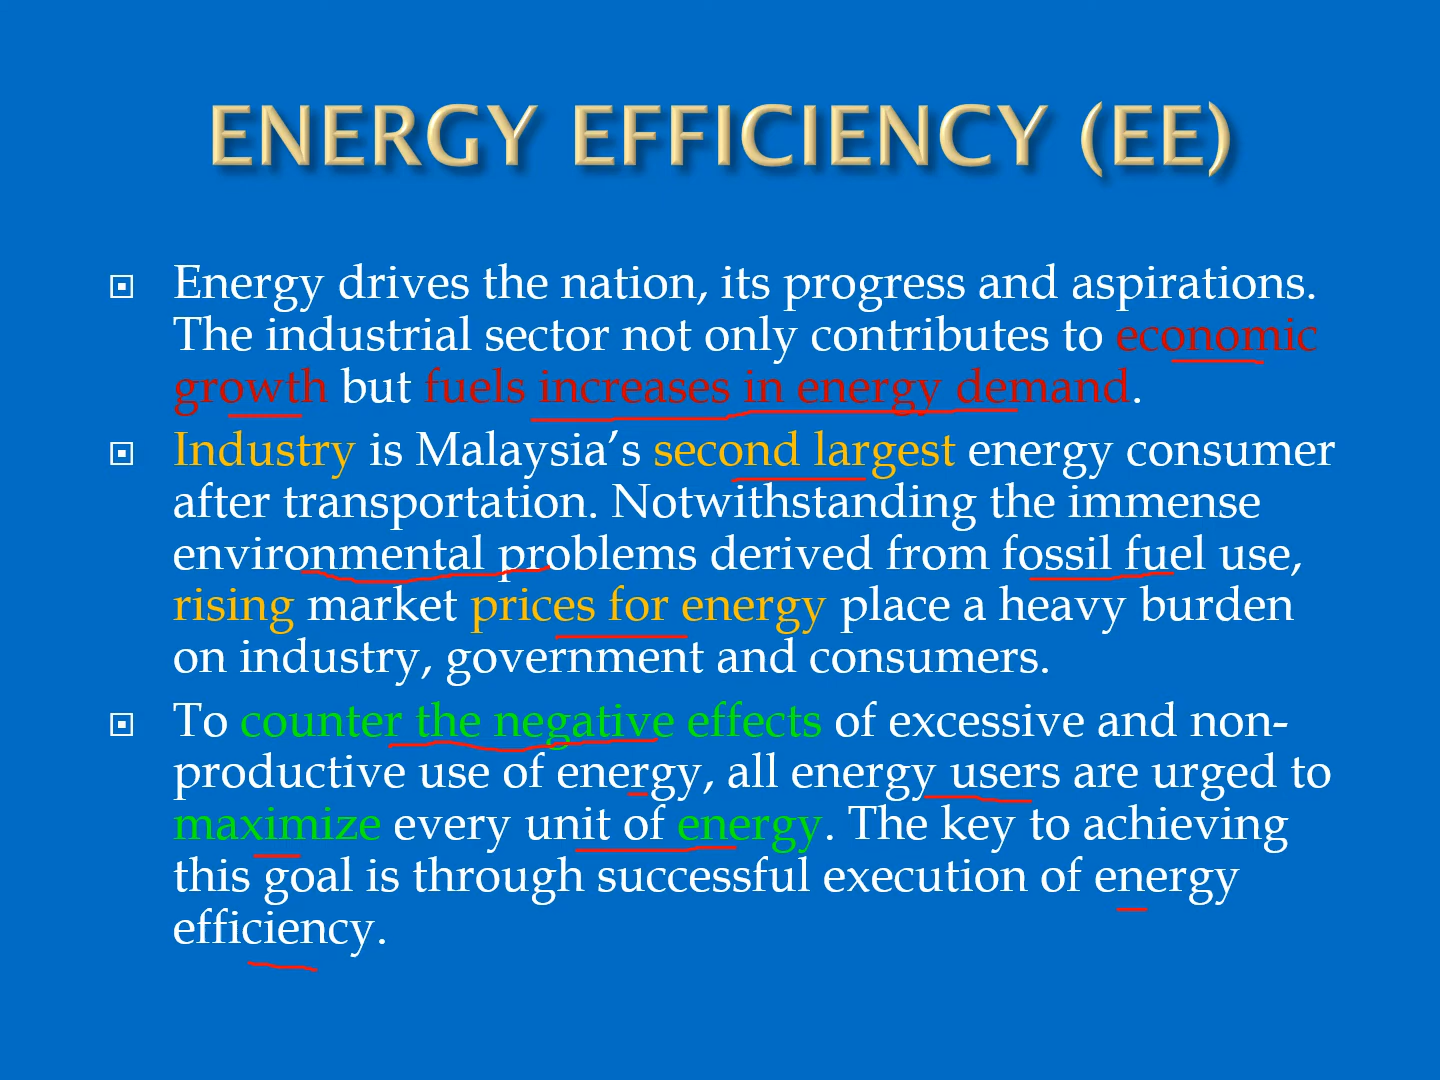 ENERGY EFFICIENCY (EE)
Energy drives the nation, its progress and aspirations.
The industrial sector not only contributes to economic
growth but fuels increases in energy demand.
Industry is Malaysia’s second largest energy consumer
after transportation. Notwithstanding the immense
environmental problems derived from fossil fuel use,
rising market prices for energy place a heavy burden
on industry, government and consumers.
To counter the negative effects of excessive and non-
productive use of energy, all energy users are urged to
maximize every unit of energy. The key to achieving
this goal is through successful execution of energy
efficiency.